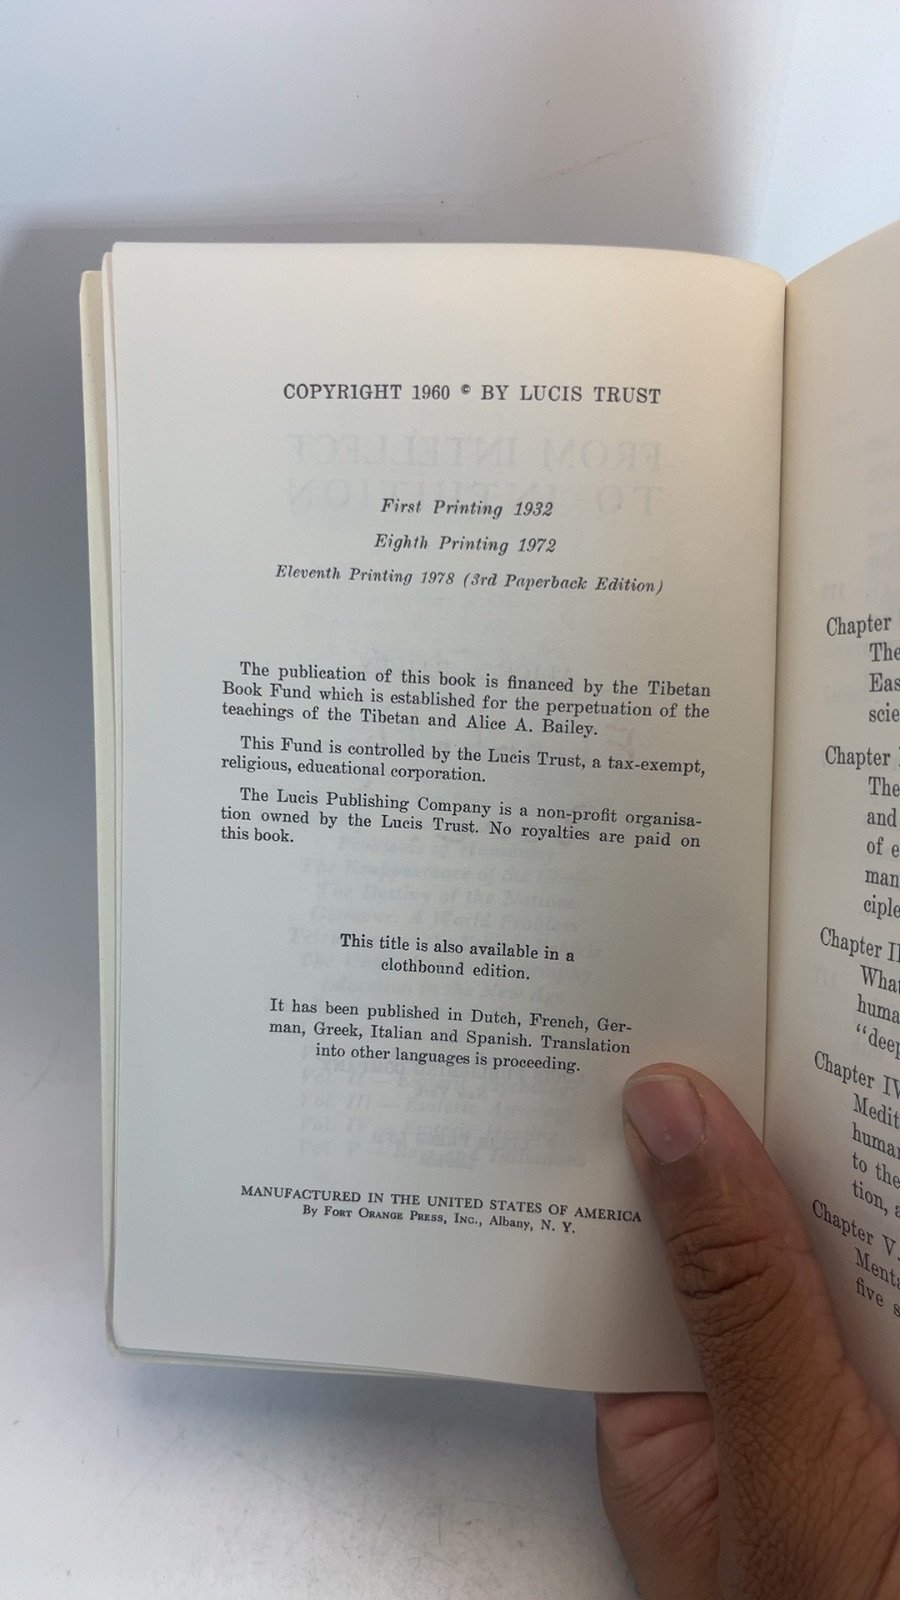 COPYRIGHT 1960 © BY LUCIS TRUST
First Printing 1932
Eighth Printing 1972
Eleventh Printing 1978 (3rd Paperback Edition)
The publication of this book is financed by the Tibetan
Book Fund which is established for the perpetuation of the
teachings of the Tibetan and Alice A. Bailey.
This Fund is controlled by the Lucis Trust, a tax-exempt,
religious, educational corporation.
The Lucis Publishing Company is a non-profit organisa-
tion owned by the Lucis Trust. No royalties are paid on
this book.
This title is also available in a
clothbound edition.
It has been published in Dutch, French, Ger-
man, Greek, Italian and Spanish. Translation
into other languages is proceeding.
MANUFACTURED IN THE UNITED STATES OF AMERICA
By FORT ORANGE PRESS, INC., Albany, N. Y.
Chapter
The
Eas
scie
Chapter
The
and
of e
man
ciple
Chapter II
What
huma
"deep
Chapter IV
Medit
human
to the
tion, a
Chapter V.
Menta
five s